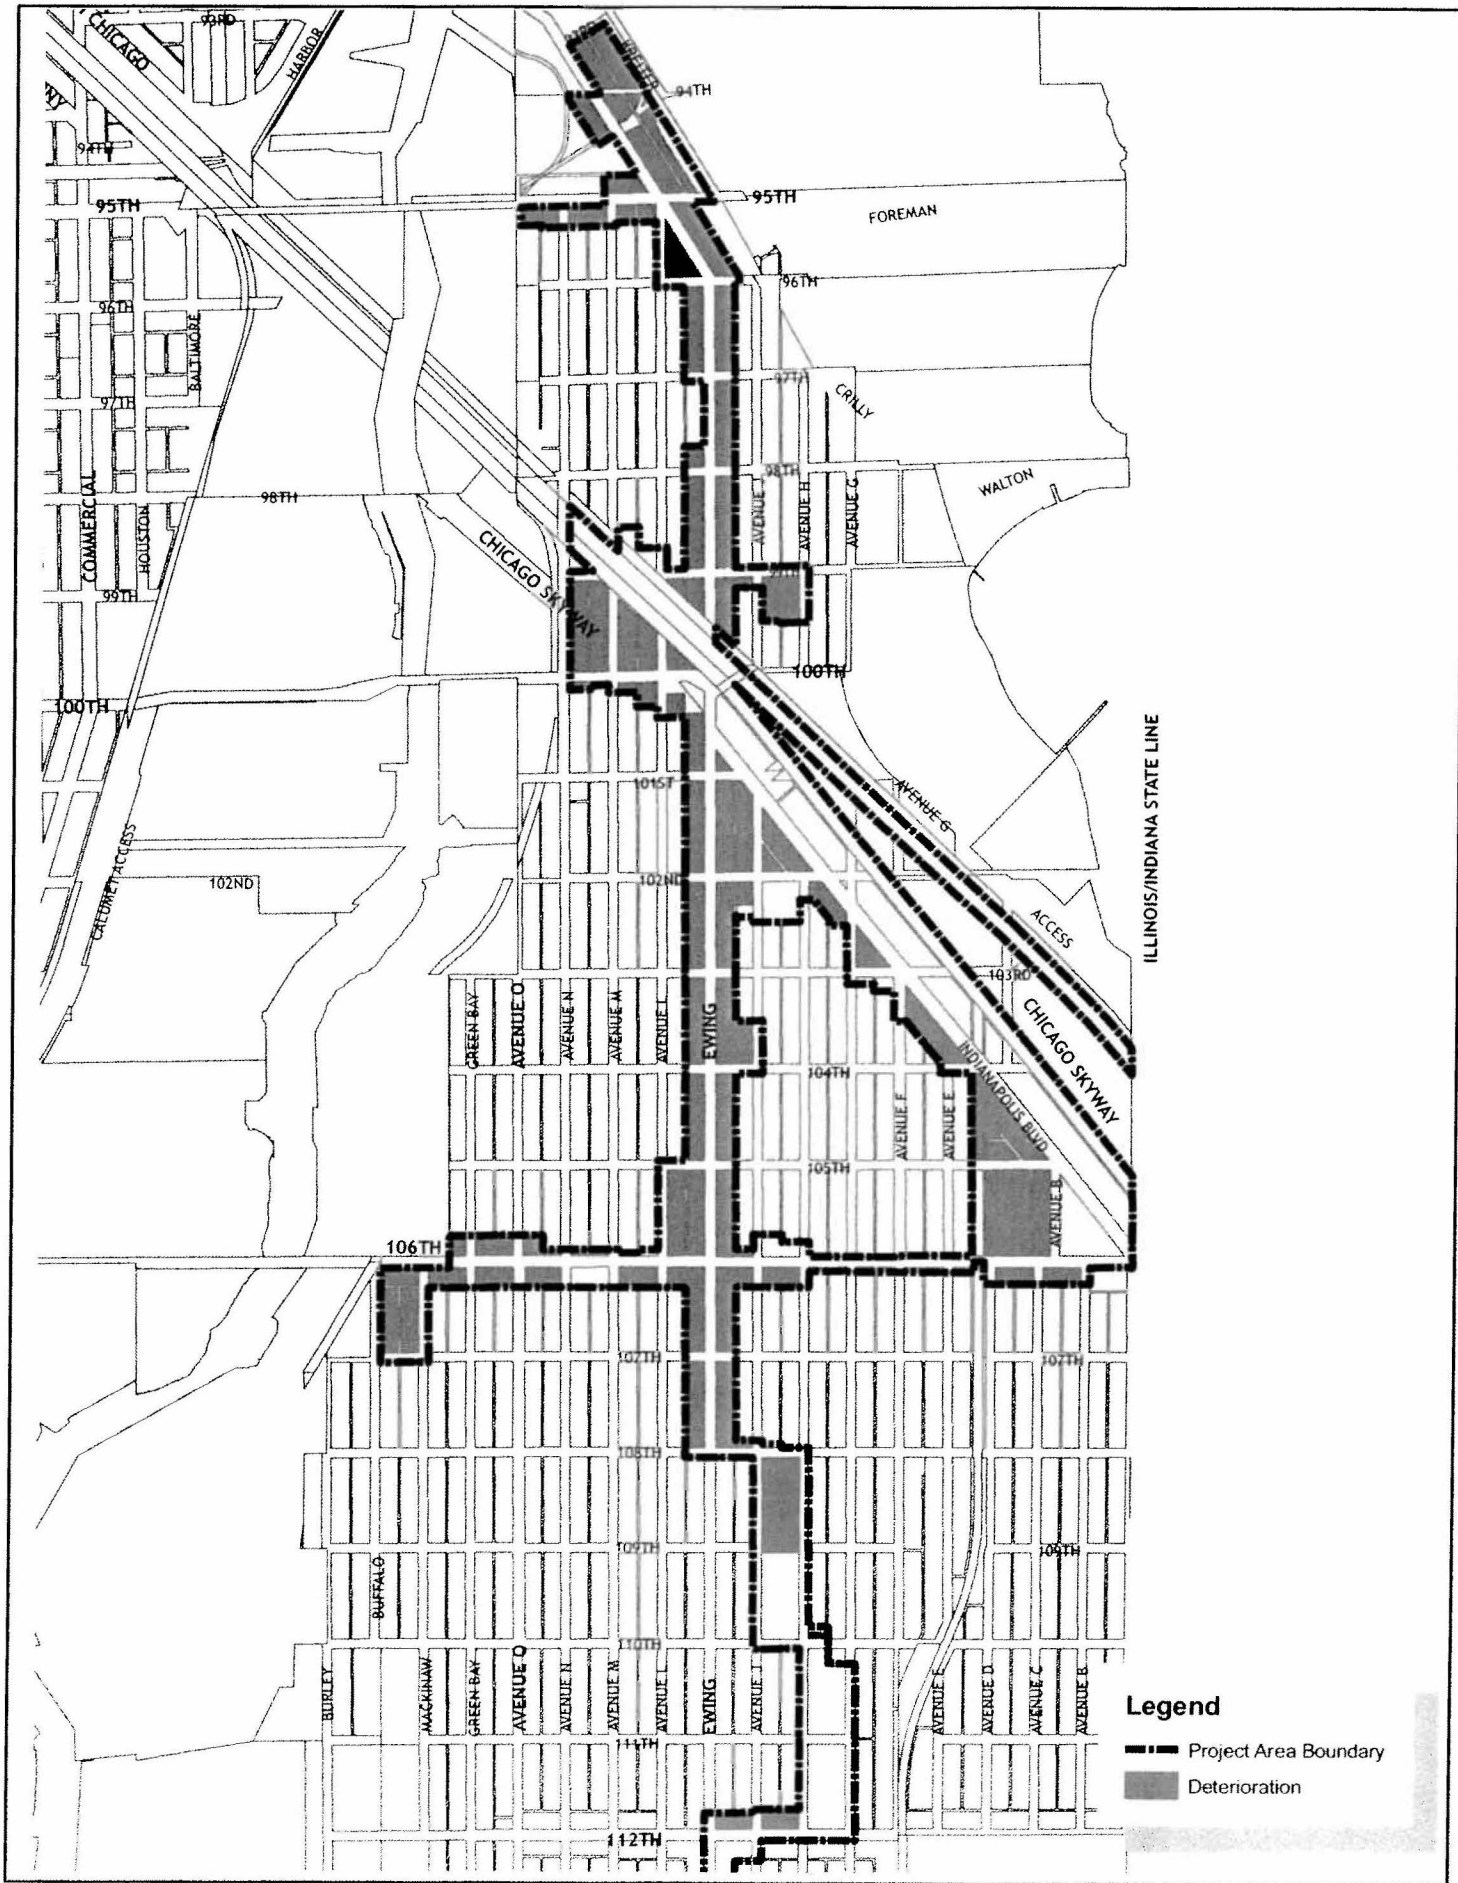 CHICAGO
93RD
HARBOR
93RD
KREITER
94TH
94TH
95TH
95TH
FOREMAN
96TH
96TH
BALTIMORE
97TH
97TH
CRILLY
98TH
98TH
WALTON
COMMERCIAL
HOUSTON
AVENUE H
AVENUE G
CHICAGO SKYWAY
99TH
99TH
100TH
100TH
ILLINOIS/INDIANA STATE LINE
101ST
AVENUE G
CALUMET ACCESS
102ND
102ND
ACCESS
103RD
GREEN BAY
AVENUE O
AVENUE N
AVENUE M
AVENUE L
EWING
CHICAGO SKYWAY
INDIANAPOLIS BLVD
104TH
AVENUE F
AVENUE E
105TH
AVENUE B
106TH
107TH
107TH
108TH
109TH
109TH
BUFFALO
110TH
BURLEY
MACKINAW
GREEN BAY
AVENUE O
AVENUE N
AVENUE M
AVENUE L
EWING
AVENUE J
AVENUE E
AVENUE D
AVENUE C
AVENUE B
111TH
112TH
Legend
Project Area Boundary
Deterioration